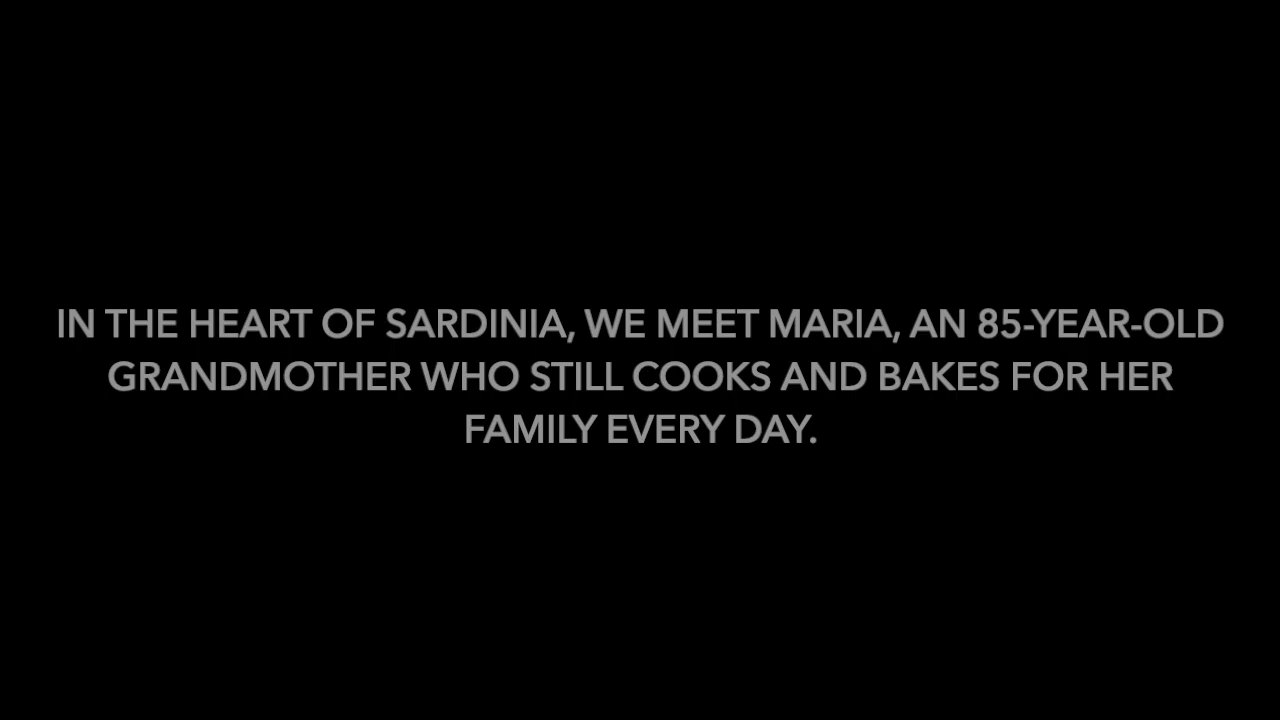 IN THE HEART OF SARDINIA, WE MEET MARIA, AN 85-YEAR-OLD
GRANDMOTHER WHO STILL COOKS AND BAKES FOR HER
FAMILY EVERY DAY.